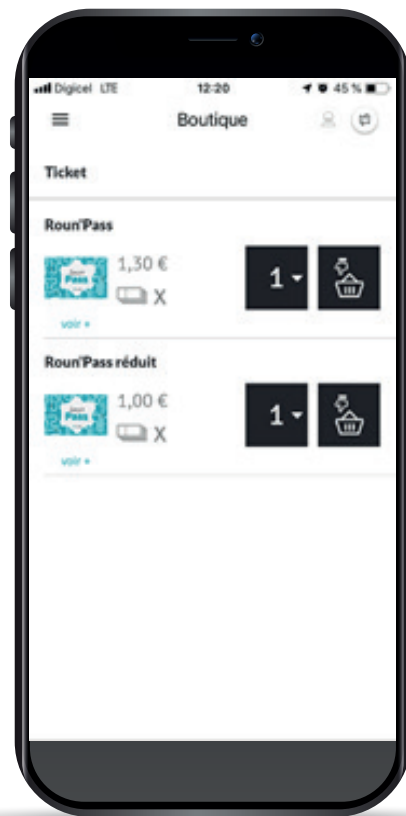 Digicel LTE 12:20 45 %
Boutique
Ticket
Roun'Pass
1,30 €
X
1
voir +
Roun'Pass réduit
1,00 €
X
1
voir +